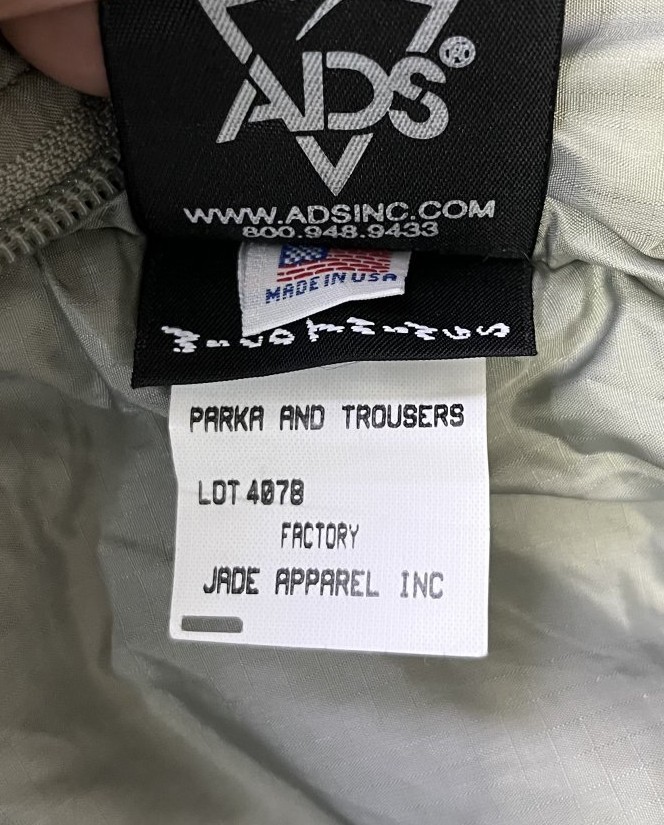 ADS®
WWW.ADSINC.COM
800.948.9433
MADE IN USA
PARKA AND TROUSERS
LOT 4078
FACTORY
JADE APPAREL INC